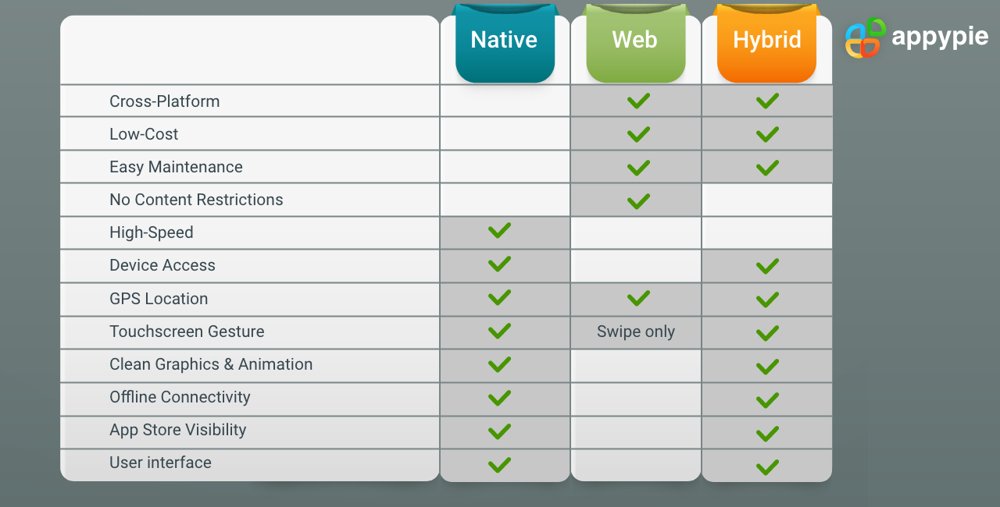 Native Web Hybrid appypie
Cross-Platform
Low-Cost
Easy Maintenance
No Content Restrictions
High-Speed
Device Access
GPS Location
Touchscreen Gesture Swipe only
Clean Graphics & Animation
Offline Connectivity
App Store Visibility
User interface